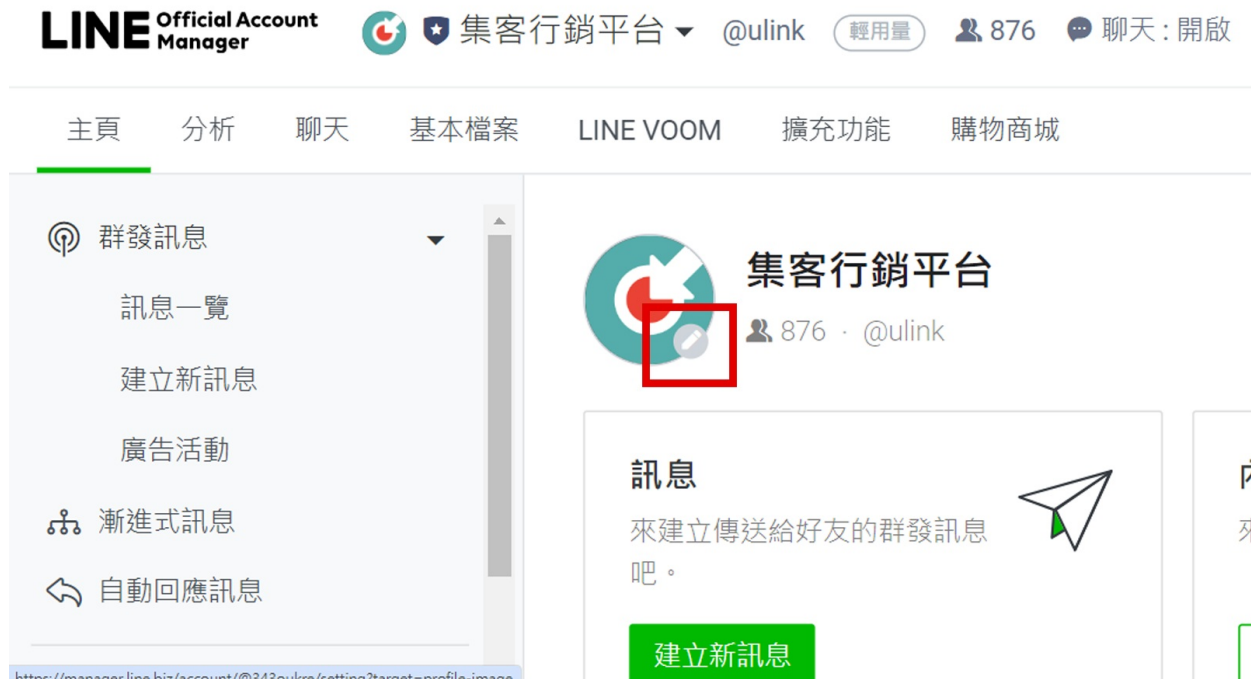 LINE Official Account Manager
集客行銷平台 @ulink 輕用量 876 聊天 : 開啟
主頁 分析 聊天 基本檔案 LINE VOOM 擴充功能 購物商城
群發訊息
訊息一覽
建立新訊息
廣告活動
漸進式訊息
自動回應訊息
集客行銷平台
876 · @ulink
訊息
來建立傳送給好友的群發訊息
吧。
建立新訊息